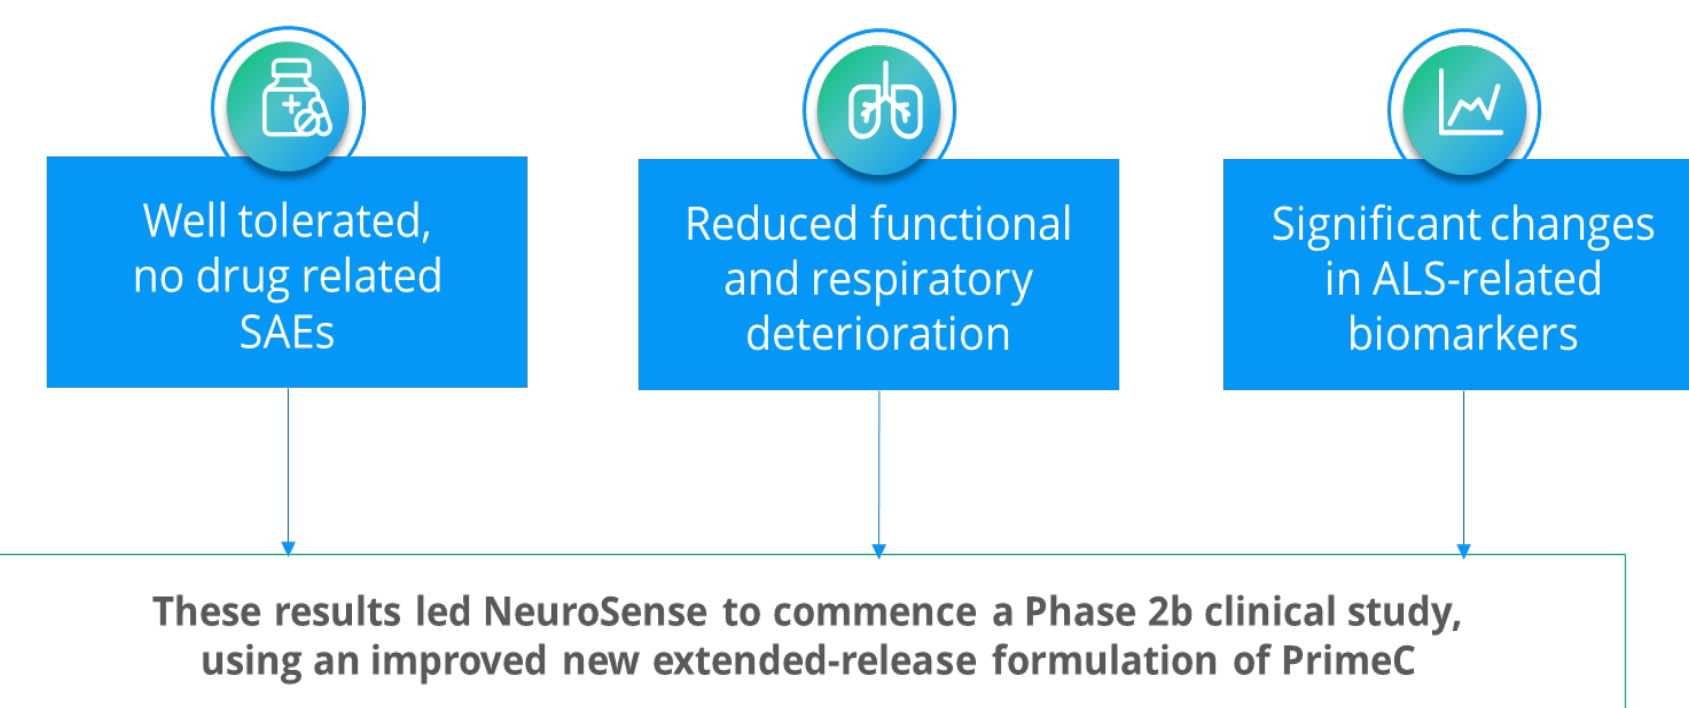 Well tolerated,
no drug related
SAEs
Reduced functional
and respiratory
deterioration
Significant changes
in ALS-related
biomarkers
These results led NeuroSense to commence a Phase 2b clinical study,
using an improved new extended-release formulation of PrimeC